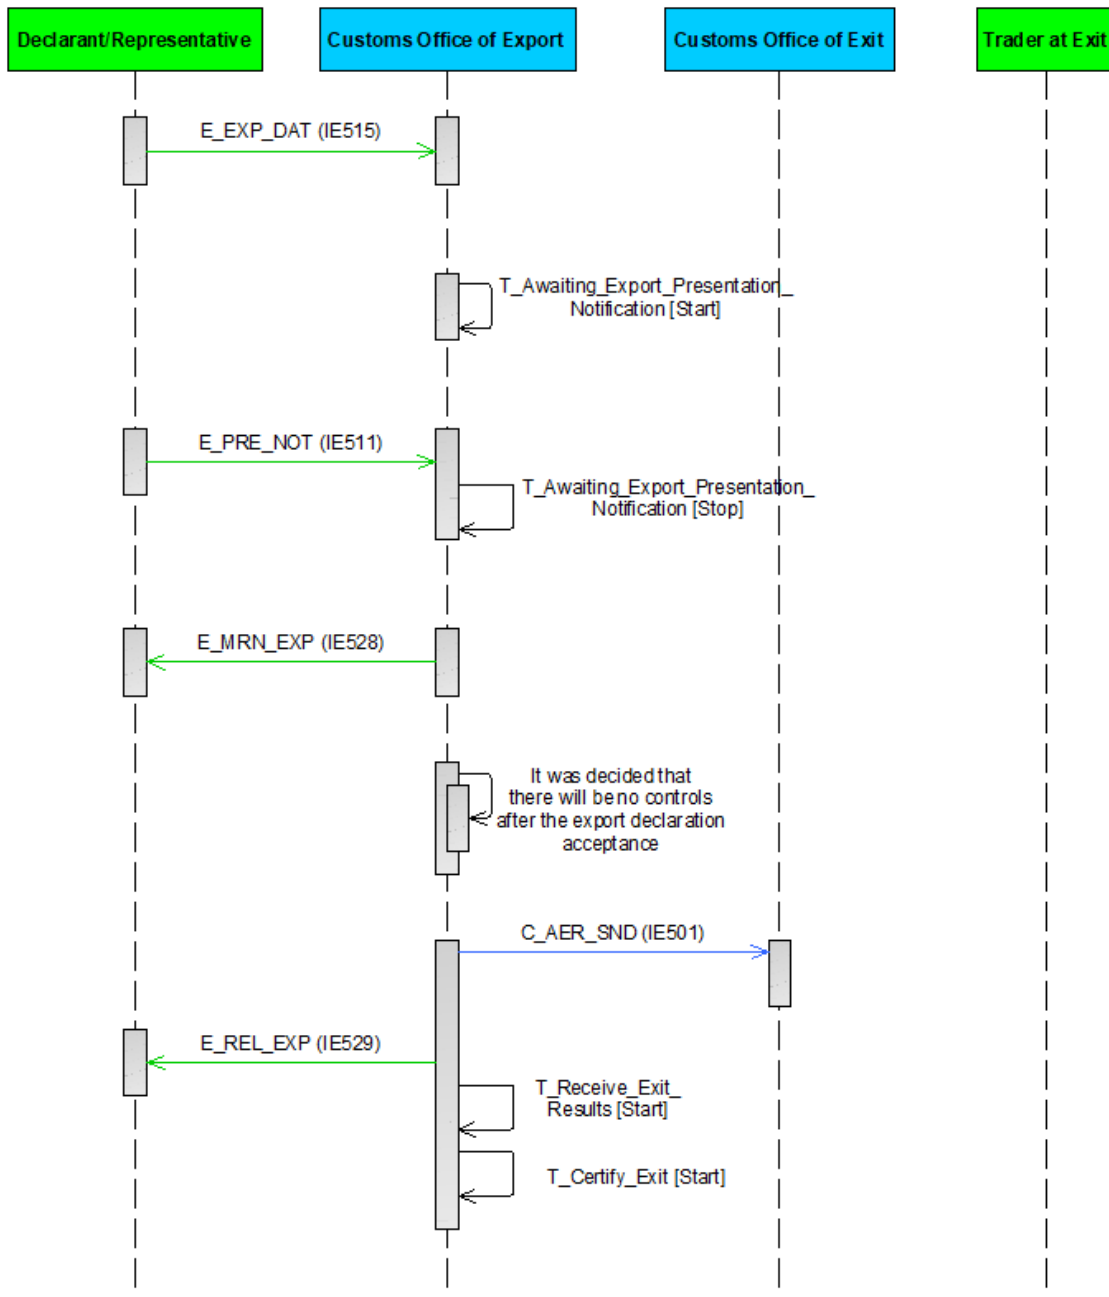 Declarant/Representative
Customs Office of Export
Customs Office of Exit
Trader at Exit
E_EXP_DAT (IE515)
T_Awaiting_Export_Presentation_
Notification [Start]
E_PRE_NOT (IE511)
T_Awaiting_Export_Presentation_
Notification [Stop]
E_MRN_EXP (IE528)
It was decided that
there will be no controls
after the export declaration
acceptance
C_AER_SND (IE501)
E_REL_EXP (IE529)
T_Receive_Exit_
Results [Start]
T_Certify_Exit [Start]